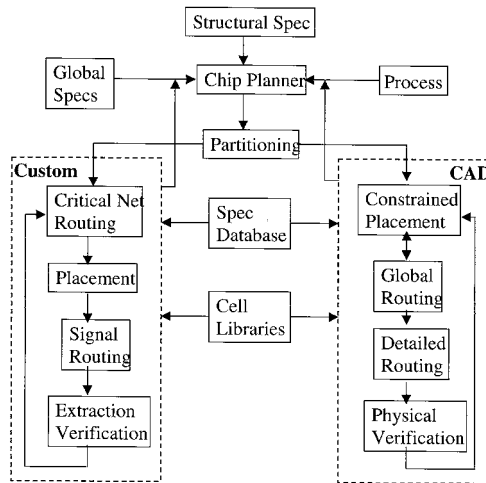 Structural Spec
Global
Specs
Chip Planner
Process
Partitioning
Custom
CAD
Critical Net
Routing
Spec
Database
Constrained
Placement
Placement
Global
Routing
Cell
Libraries
Signal
Routing
Detailed
Routing
Extraction
Verification
Physical
Verification